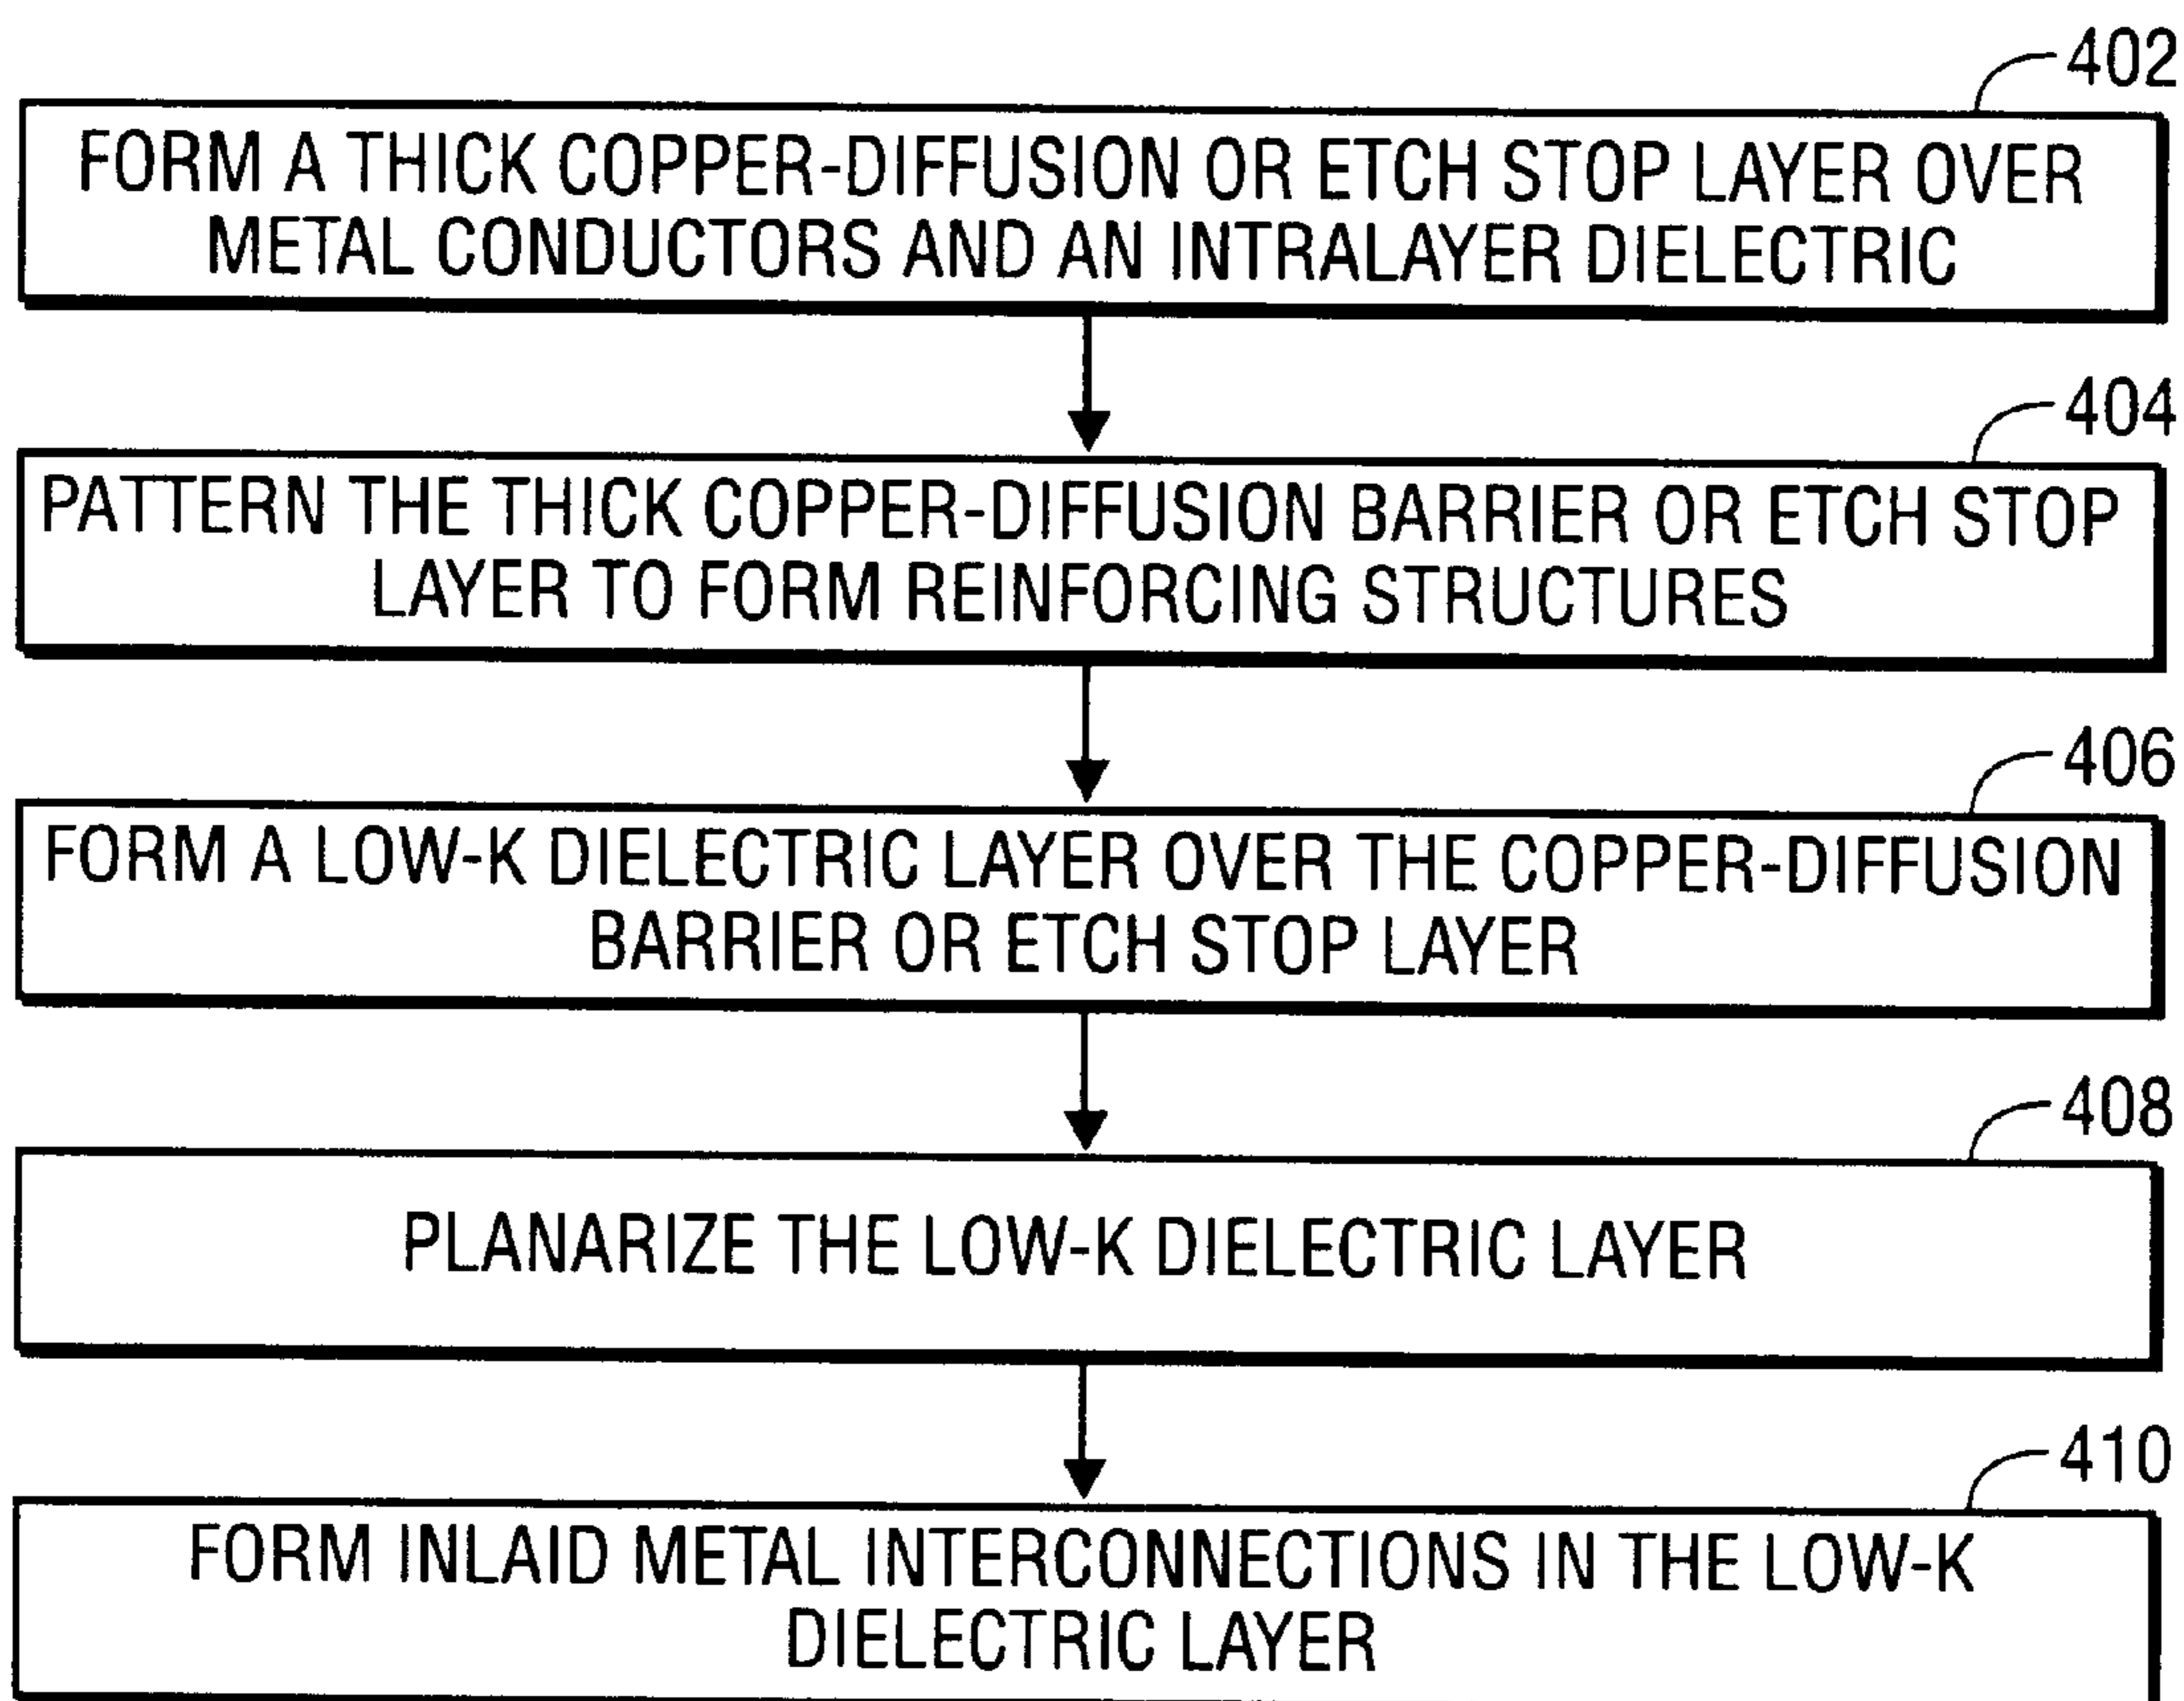 402
FORM A THICK COPPER-DIFFUSION OR ETCH STOP LAYER OVER
METAL CONDUCTORS AND AN INTRALAYER DIELECTRIC
404
PATTERN THE THICK COPPER-DIFFUSION BARRIER OR ETCH STOP
LAYER TO FORM REINFORCING STRUCTURES
406
FORM A LOW-K DIELECTRIC LAYER OVER THE COPPER-DIFFUSION
BARRIER OR ETCH STOP LAYER
408
PLANARIZE THE LOW-K DIELECTRIC LAYER
410
FORM INLAID METAL INTERCONNECTIONS IN THE LOW-K
DIELECTRIC LAYER